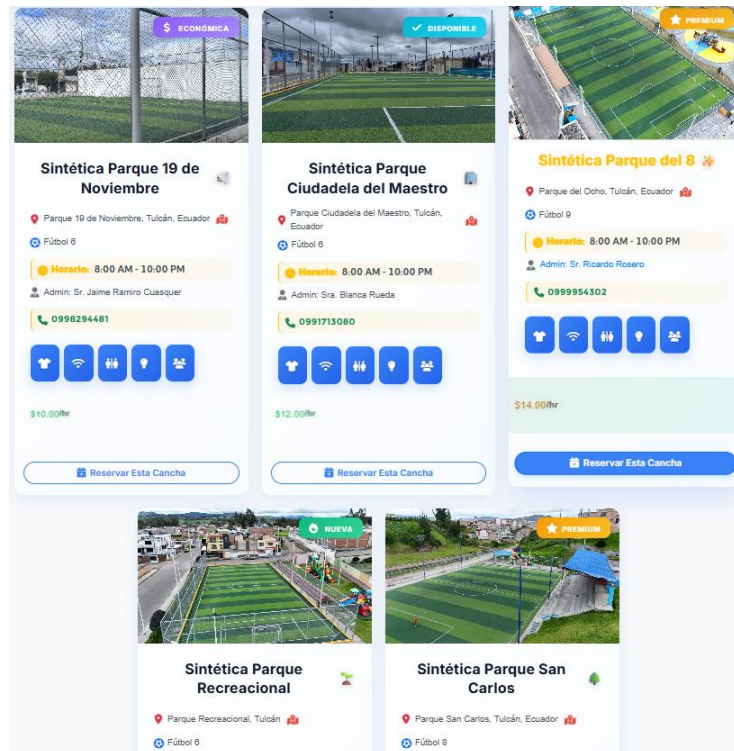 ECONÓMICA
Sintética Parque 19 de
Noviembre
Parque 19 de Noviembre, Tulcán, Ecuador
Fútbol 6
Horario: 8:00 AM - 10:00 PM
Admin: Sr. Jaime Ramiro Cuasquer
0998294481
$10.00/hr
Reservar Esta Cancha
DISPONIBLE
Sintética Parque
Ciudadela del Maestro
Parque Ciudadela del Maestro, Tulcán,
Ecuador
Fútbol 6
Horario: 8:00 AM - 10:00 PM
Admin: Sra. Blanca Rueda
0991713080
$12.00/hr
Reservar Esta Cancha
PREMIUM
Sintética Parque del 8
Parque del Ocho, Tulcán, Ecuador
Fútbol 9
Horario: 8:00 AM - 10:00 PM
Admin: Sr. Ricardo Rosero
0999954302
$14.00/hr
Reservar Esta Cancha
NUEVA
Sintética Parque
Recreacional
Parque Recreacional, Tulcán
Fútbol 6
PREMIUM
Sintética Parque San
Carlos
Parque San Carlos, Tulcán, Ecuador
Fútbol 8